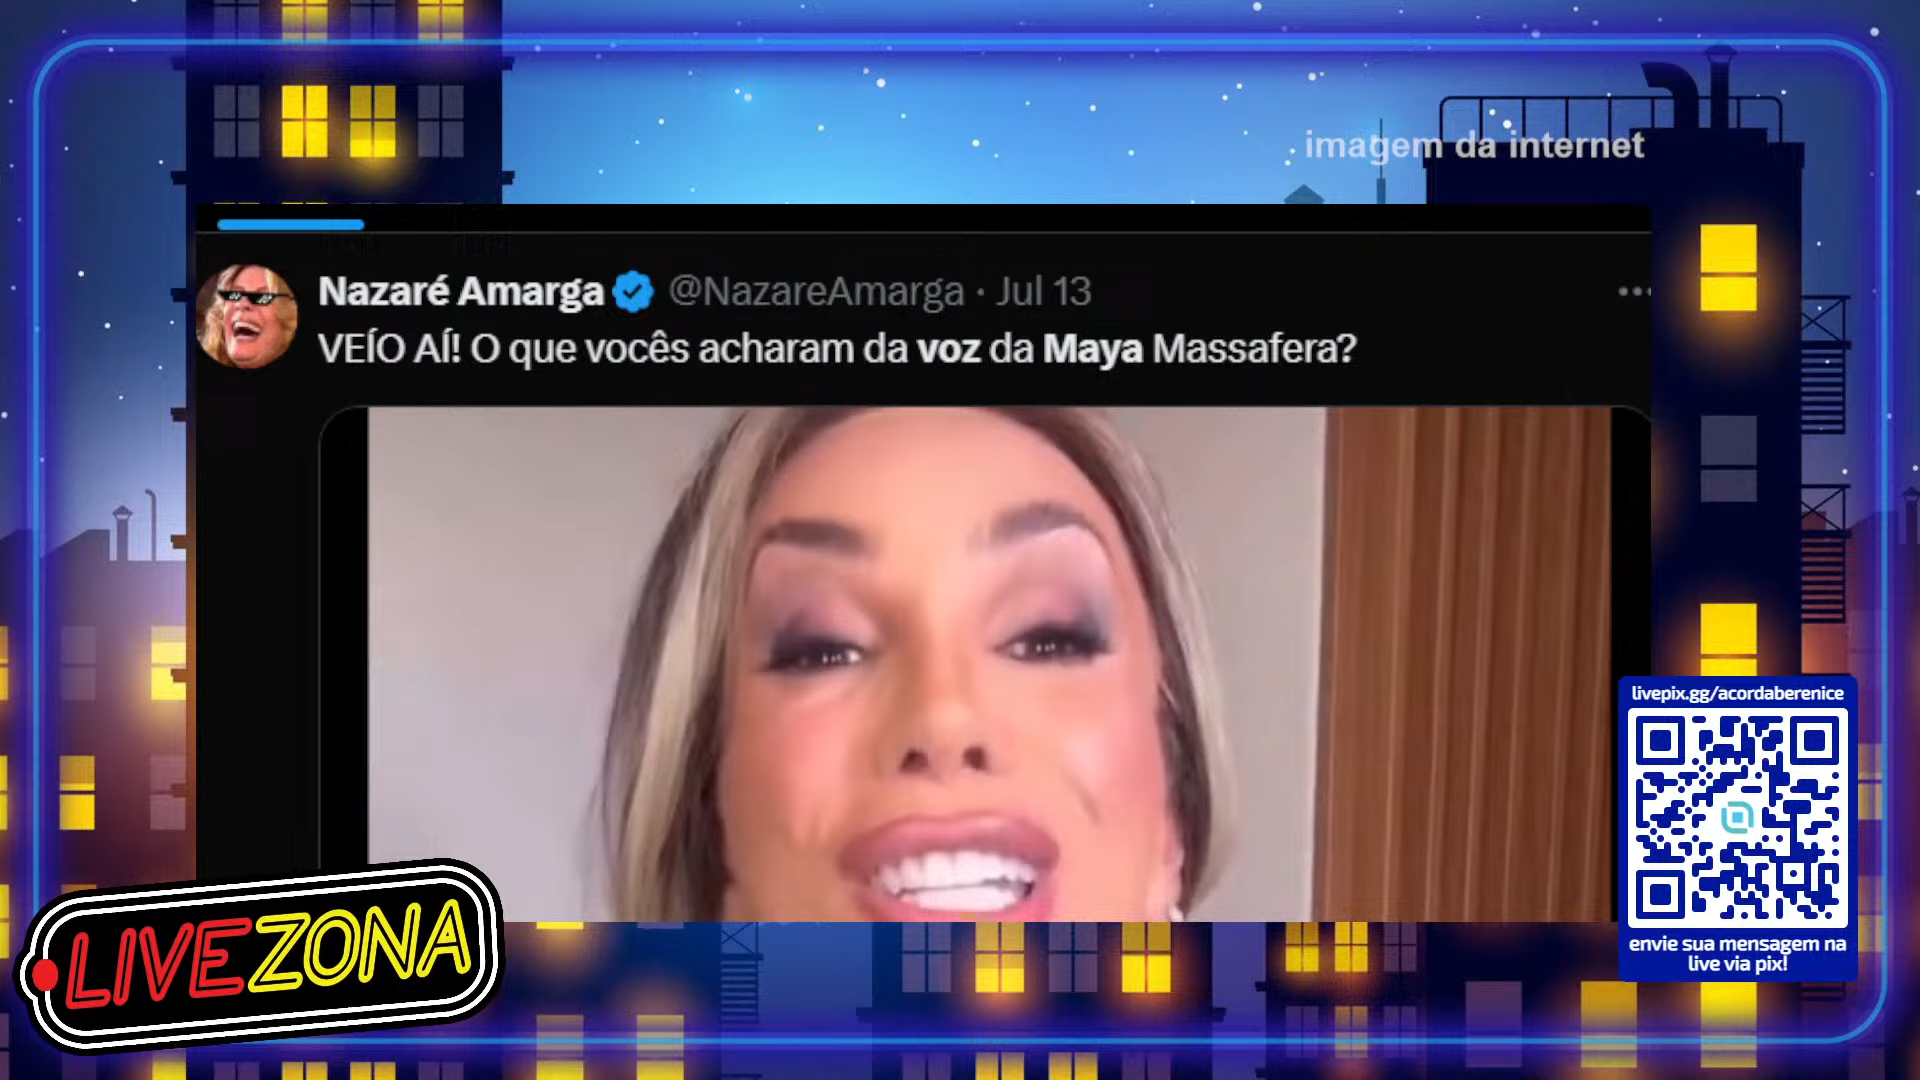 imagem da internet
Nazaré Amarga @NazareAmarga · Jul 13
VEÍO AÍ! O que vocês acharam da voz da Maya Massafera?
livepix.gg/acordaberenice
envie sua mensagem na
live via pix!
LIVEZONA